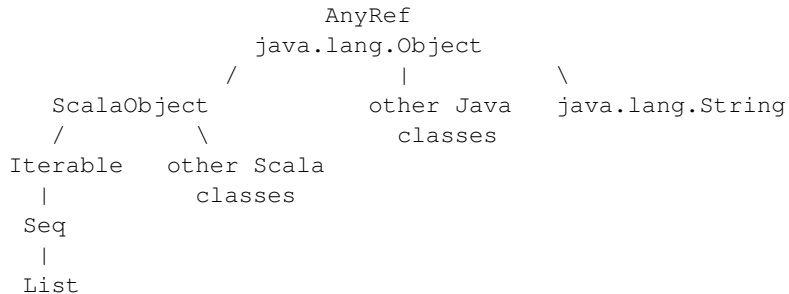 AnyRef
java.lang.Object
/ | \
ScalaObject other Java java.lang.String
/ \ classes
Iterable other Scala
| classes
Seq
|
List